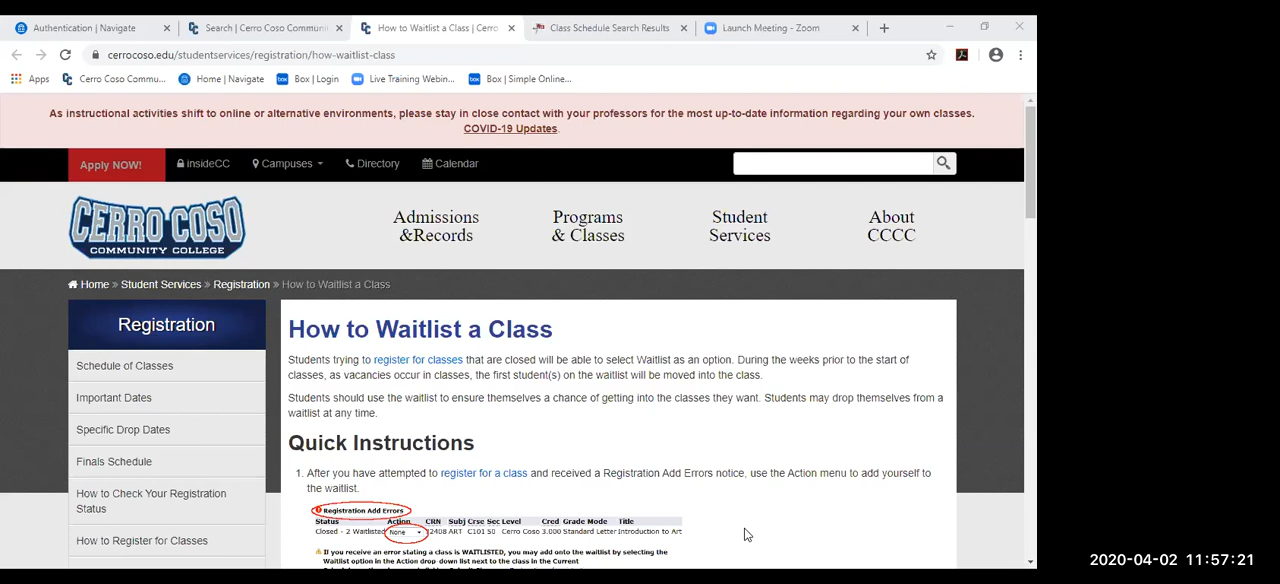 Authentication | Navigate
Search | Cerro Coso Communi
How to Waitlist a Class | Cerro
Class Schedule Search Results
Launch Meeting - Zoom
cerrocoso.edu/studentservices/registration/how-waitlist-class
Apps
Cerro Coso Commu...
Home | Navigate
Box | Login
Live Training Webin...
Box | Simple Online...
As instructional activities shift to online or alternative environments, please stay in close contact with your professors for the most up-to-date information regarding your own classes.
COVID-19 Updates.
Apply NOW!
insideCC
Campuses
Directory
Calendar
CERRO COSO
COMMUNITY COLLEGE
Admissions
&Records
Programs
& Classes
Student
Services
About
CCCC
Home » Student Services » Registration » How to Waitlist a Class
Registration
Schedule of Classes
Important Dates
Specific Drop Dates
Finals Schedule
How to Check Your Registration
Status
How to Register for Classes
How to Waitlist a Class
Students trying to register for classes that are closed will be able to select Waitlist as an option. During the weeks prior to the start of
classes, as vacancies occur in classes, the first student(s) on the waitlist will be moved into the class.
Students should use the waitlist to ensure themselves a chance of getting into the classes they want. Students may drop themselves from a
waitlist at any time.
Quick Instructions
1. After you have attempted to register for a class and received a Registration Add Errors notice, use the Action menu to add yourself to
the waitlist.
Registration Add Errors
Status Action CRN Subj Crse Sec Level Cred Grade Mode Title
Closed - 2 Waitlisted None 2408 ART C101 S0 Cerro Coso 3.000 Standard Letter Introduction to Art
If you receive an error stating a class is WAITLISTED, you may add onto the waitlist by selecting the
Waitlist option in the Action drop-down list next to the class in the Current
2020-04-02 11:57:21